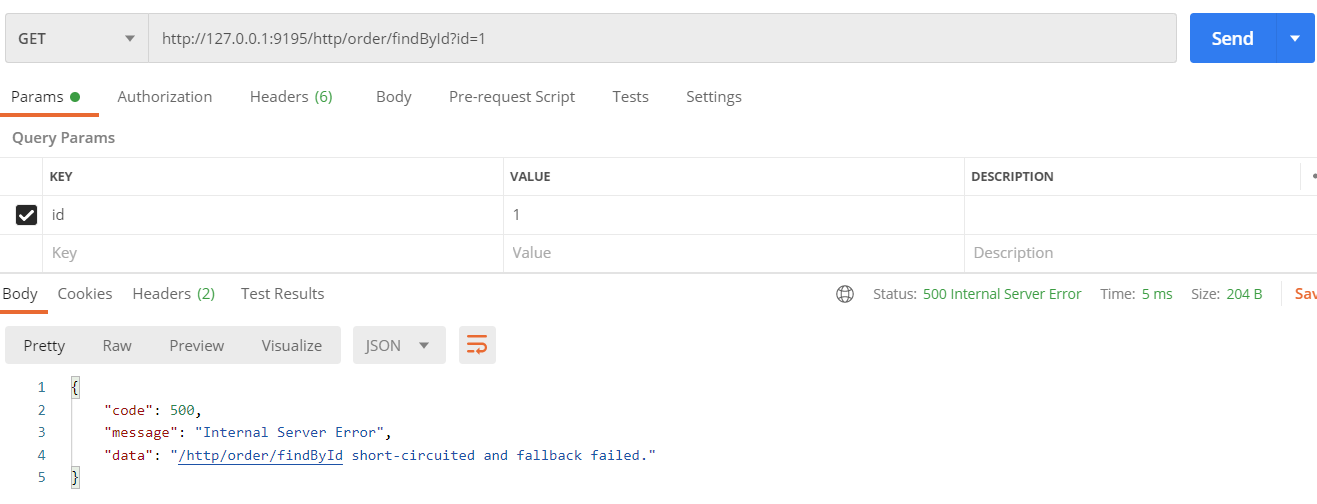 GET http://127.0.0.1:9195/http/order/findById?id=1 Send
Params Authorization Headers (6) Body Pre-request Script Tests Settings
Query Params
KEY VALUE DESCRIPTION
id 1
Key Value Description
Body Cookies Headers (2) Test Results Status: 500 Internal Server Error Time: 5 ms Size: 204 B Sav
Pretty Raw Preview Visualize JSON
1 {
2 "code": 500,
3 "message": "Internal Server Error",
4 "data": "/http/order/findById short-circuited and fallback failed."
5 }